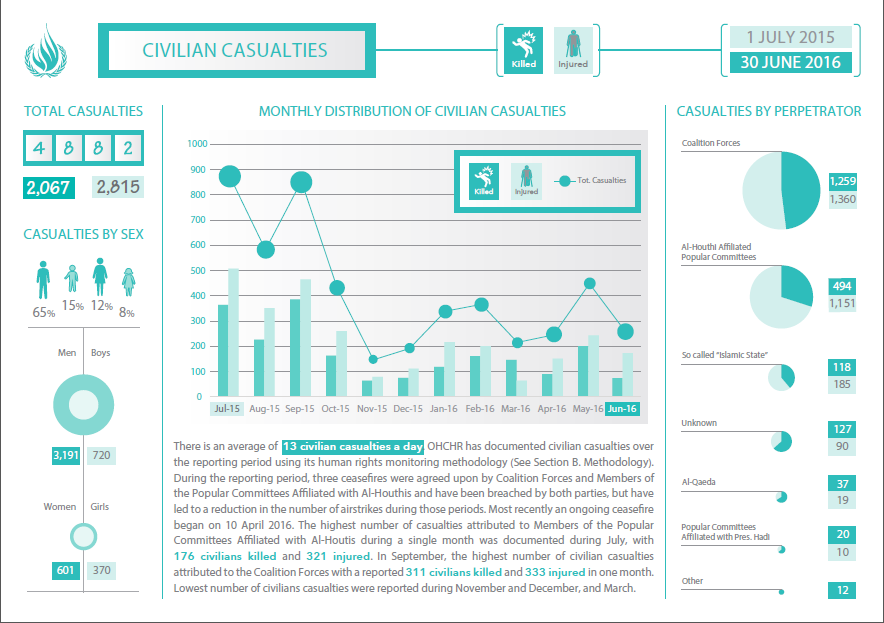 CIVILIAN CASUALTIES
Killed
Injured
1 JULY 2015
30 JUNE 2016
TOTAL CASUALTIES
4 8 8 2
2,067 2,815
CASUALTIES BY SEX
65% 15% 12% 8%
Men Boys
3,191 720
Women Girls
601 370
MONTHLY DISTRIBUTION OF CIVILIAN CASUALTIES
1000
900
800
700
600
500
400
300
200
100
0
Killed Injured Tot. Casualties
Jul-15 Aug-15 Sep-15 Oct-15 Nov-15 Dec-15 Jan-16 Feb-16 Mar-16 Apr-16 May-16 Jun-16
There is an average of 13 civilian casualties a day. OHCHR has documented civilian casualties over
the reporting period using its human rights monitoring methodology (See Section B. Methodology).
During the reporting period, three ceasefires were agreed upon by Coalition Forces and Members of
the Popular Committees Affiliated with Al-Houthis and have been breached by both parties, but have
led to a reduction in the number of airstrikes during those periods. Most recently an ongoing ceasefire
began on 10 April 2016. The highest number of casualties attributed to Members of the Popular
Committees Affiliated with Al-Houtis during a single month was documented during July, with
176 civilians killed and 321 injured. In September, the highest number of civilian casualties
attributed to the Coalition Forces with a reported 311 civilians killed and 333 injured in one month.
Lowest number of civilians casualties were reported during November and December, and March.
CASUALTIES BY PERPETRATOR
Coalition Forces
1,259
1,360
Al-Houthi Affiliated
Popular Committees
494
1,151
So called "Islamic State"
118
185
Unknown
127
90
Al-Qaeda
37
19
Popular Committees
Affiliated with Pres. Hadi
20
10
Other
12